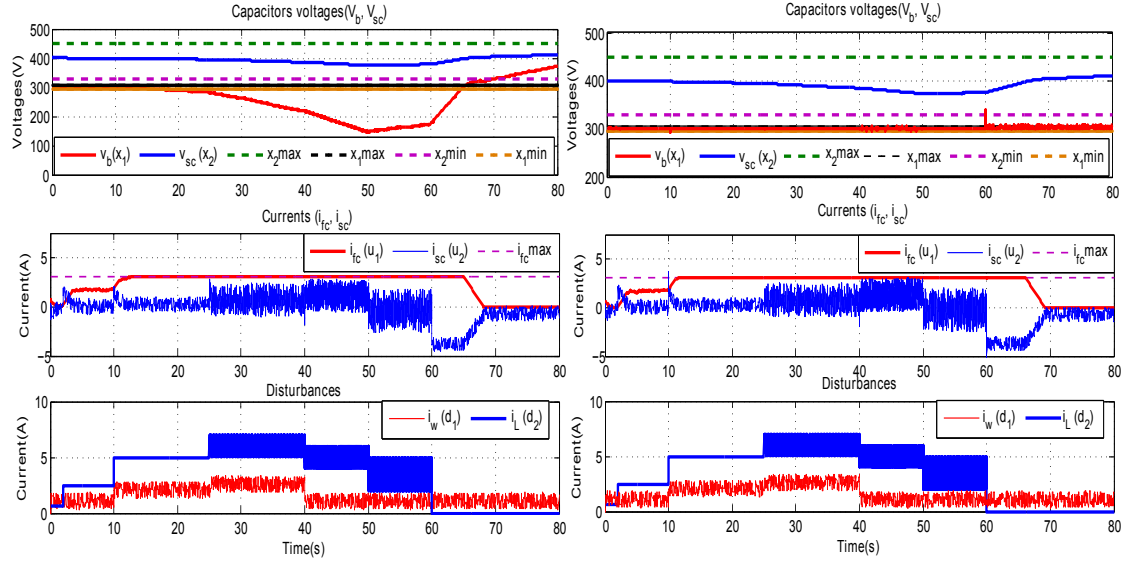 Capacitors voltages(V_b, V_sc)
Voltages(V)
500
400
300
200
100
0
v_b(x_1) v_sc (x_2) x_2max x_1max x_2min x_1min
0 10 20 30 40 50 60 70 80
Currents (i_fc, i_sc)
Current(A)
5
0
−5
i_fc (u_1) i_sc (u_2) i_fc max
0 10 20 30 40 50 60 70 80
Disturbances
Current(A)
10
5
0
i_w (d_1) i_L (d_2)
0 10 20 30 40 50 60 70 80
Time(s)
Capacitors voltages(V_b, V_sc)
Voltages(V)
500
400
300
200
v_b(x_1) v_sc (x_2) x_2max x_1max x_2min x_1min
0 10 20 30 40 50 60 70 80
Currents (i_fc, i_sc)
Current(A)
5
0
−5
i_fc (u_1) i_sc (u_2) i_fc max
0 10 20 30 40 50 60 70 80
Disturbances
Current(A)
10
5
0
i_w (d_1) i_L (d_2)
0 10 20 30 40 50 60 70 80
Time(s)